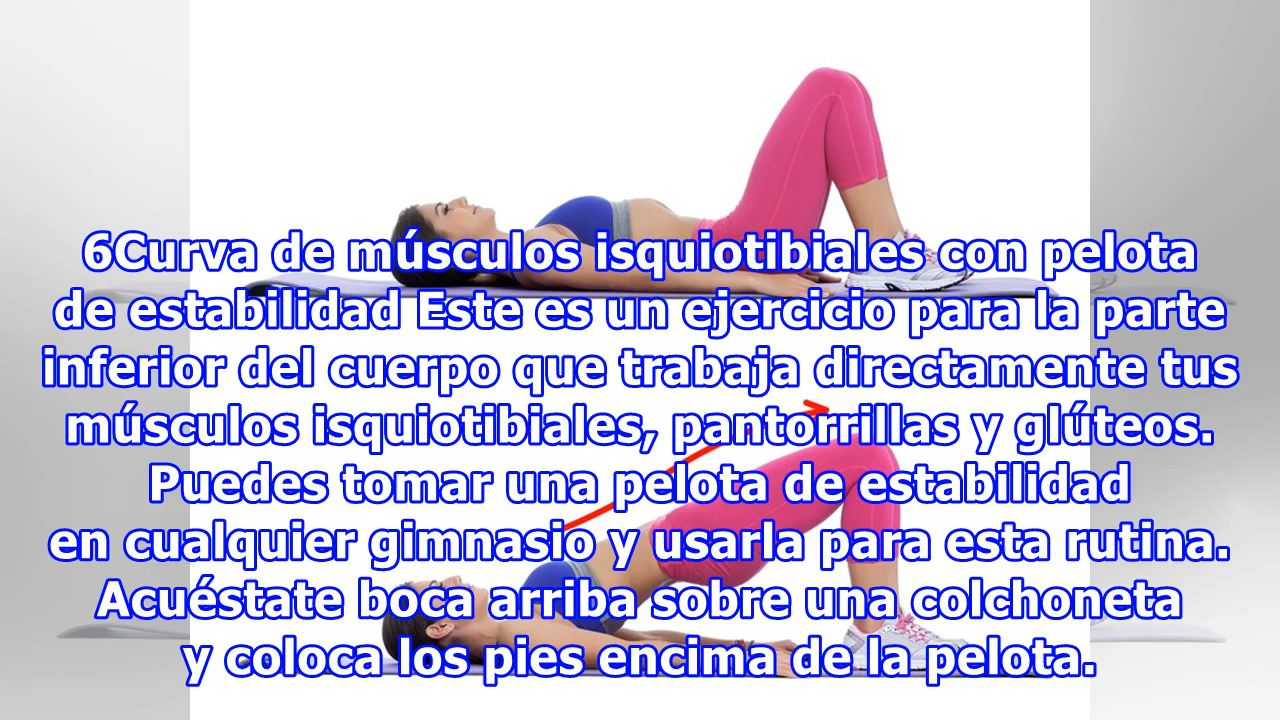 6Curva de músculos isquiotibiales con pelota
de estabilidad Este es un ejercicio para la parte
inferior del cuerpo que trabaja directamente tus
músculos isquiotibiales, pantorrillas y glúteos.
Puedes tomar una pelota de estabilidad
en cualquier gimnasio y usarla para esta rutina.
Acuéstate boca arriba sobre una colchoneta
y coloca los pies encima de la pelota.